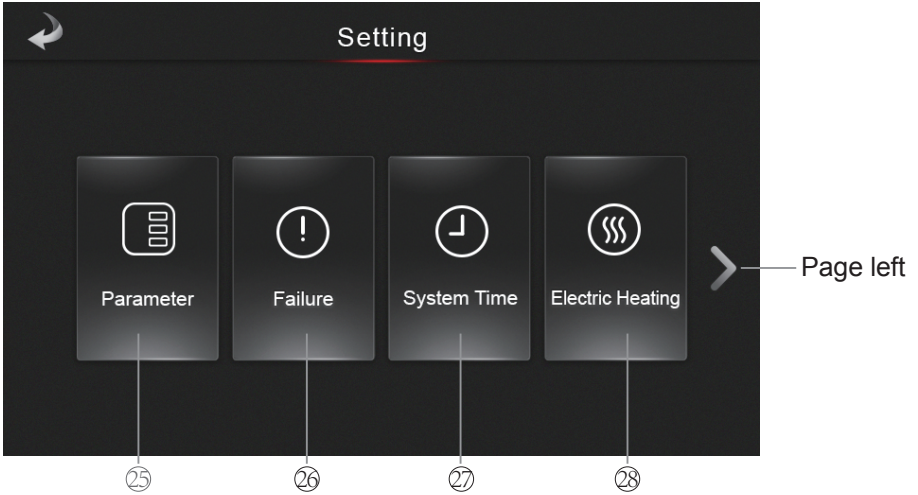 Setting
Parameter Failure System Time Electric Heating
Page left
㉕ ㉖ ㉗ ㉘